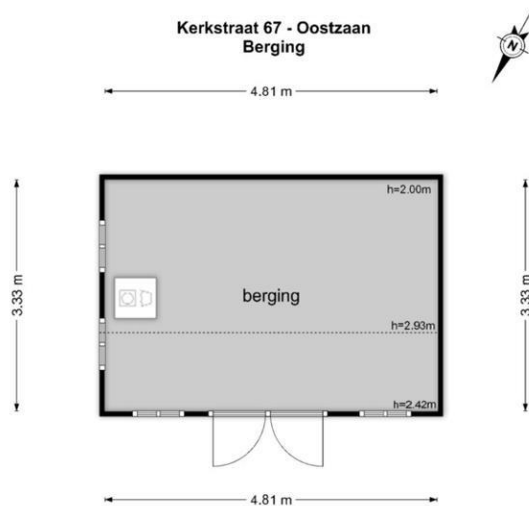 Kerkstraat 67 - Oostzaan
Berging
N
4.81 m
h=2.00m
3.33 m
3.33 m
berging
h=2.93m
h=2.42m
4.81 m